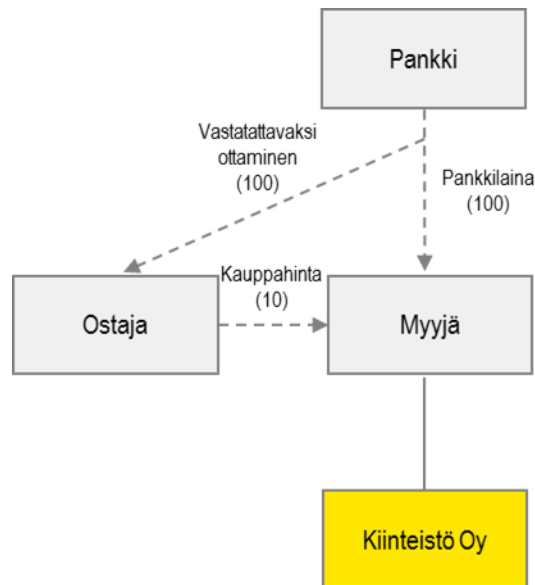 Pankki
Vastatattavaksi
ottaminen
(100)
Pankkilaina
(100)
Kauppahinta
(10)
Ostaja
Myyjä
Kiinteistö Oy